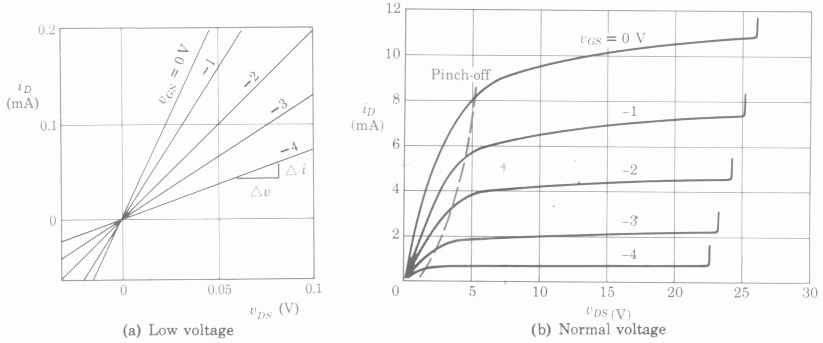 0.2
i_D
(mA)
0.1
0
v_GS = 0 V
-1
-2
-3
-4
Δi
Δv
0
0.05
0.1
v_DS (V)
(a) Low voltage
12
10
8
i_D
(mA)
6
4
2
v_GS = 0 V
Pinch-off
-1
-2
-3
-4
0
5
10
15
20
25
30
v_DS (V)
(b) Normal voltage